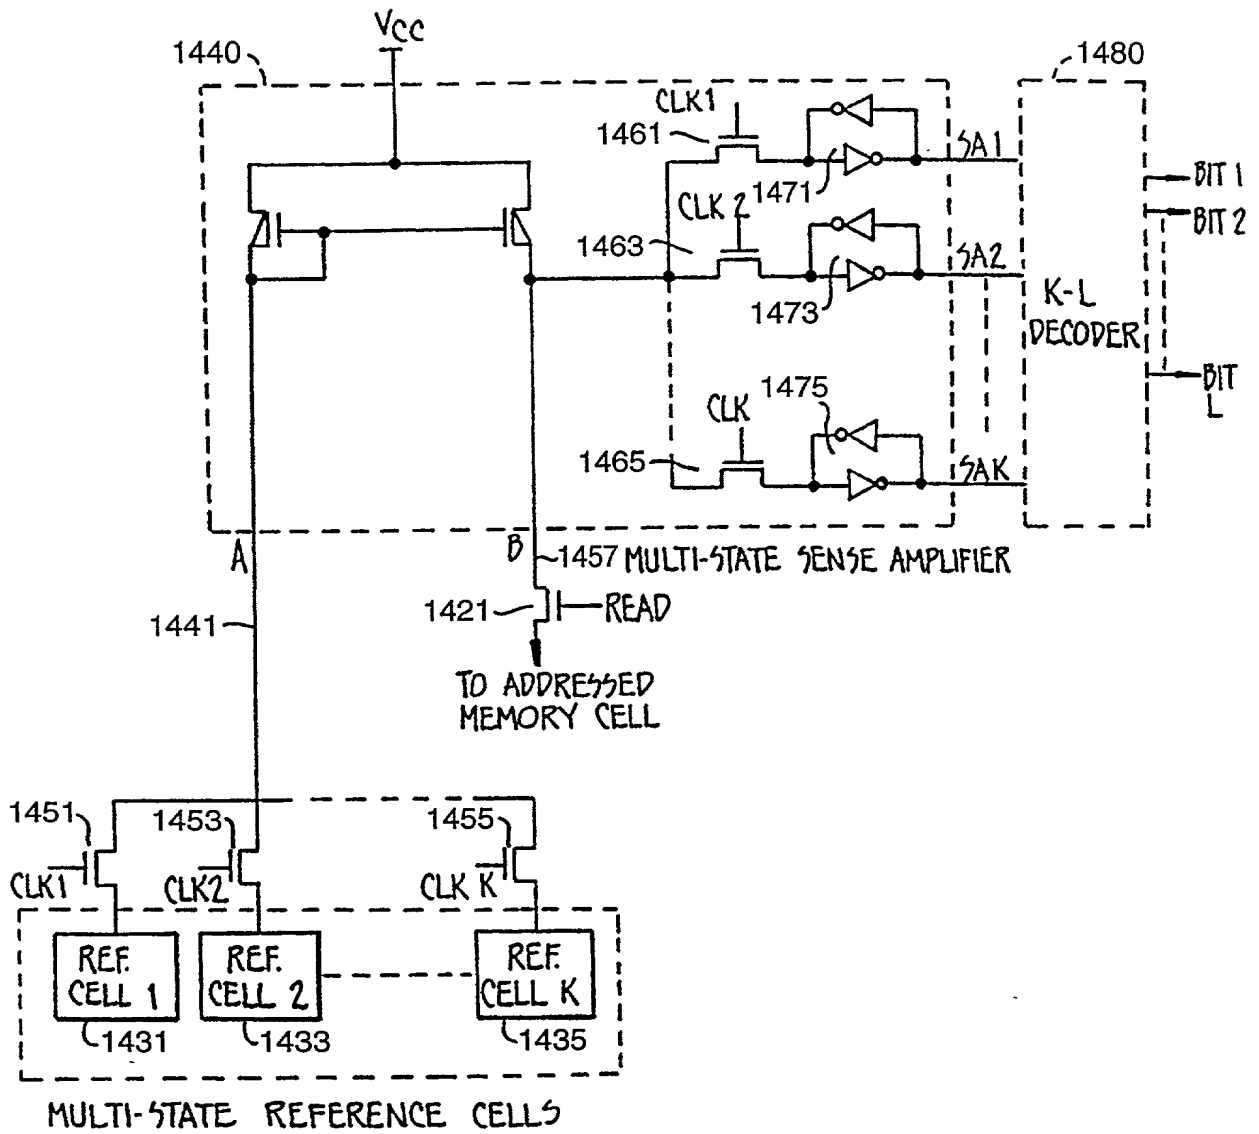 VCC
1440
1480
CLK1
1461
1471
SA1
BIT 1
CLK 2
1463
1473
SA2
BIT 2
K-L
DECODER
1475
CLK
BIT
L
1465
SAK
A
B
1457
MULTI-STATE SENSE AMPLIFIER
1421
READ
1441
TO ADDRESSED
MEMORY CELL
1451
1453
1455
CLK1
CLK2
CLK K
REF.
CELL 1
REF.
CELL 2
REF.
CELL K
1431
1433
1435
MULTI-STATE REFERENCE CELLS